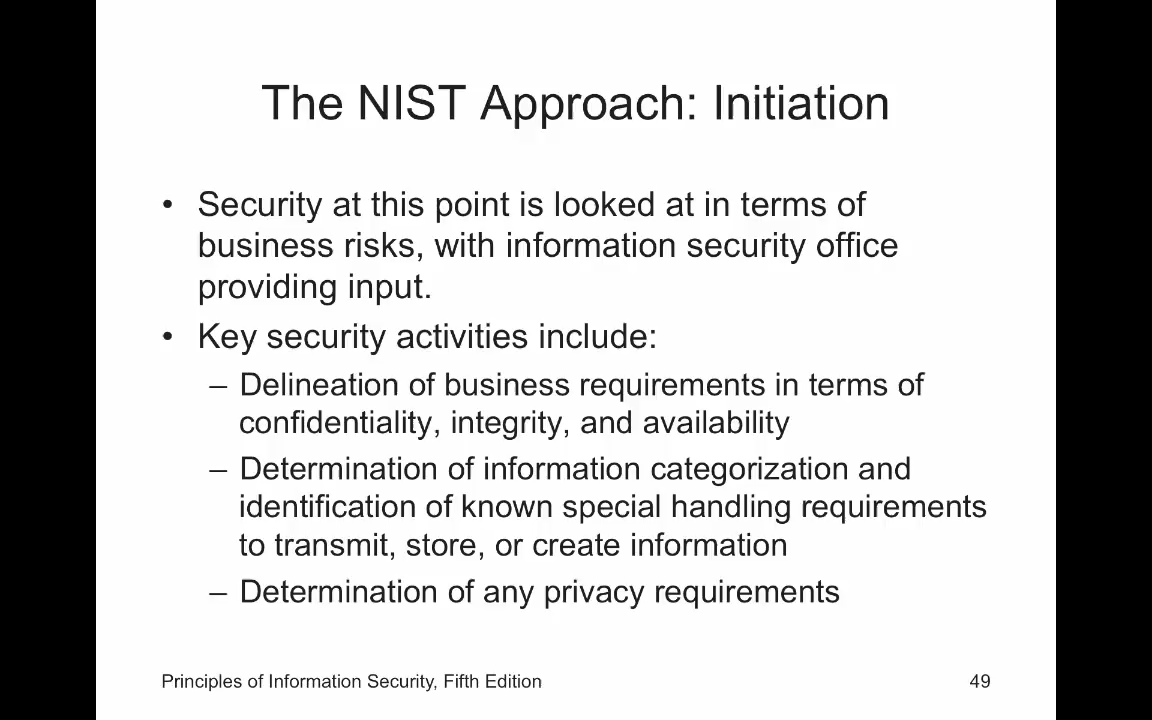 The NIST Approach: Initiation
• Security at this point is looked at in terms of
business risks, with information security office
providing input.
• Key security activities include:
– Delineation of business requirements in terms of
confidentiality, integrity, and availability
– Determination of information categorization and
identification of known special handling requirements
to transmit, store, or create information
– Determination of any privacy requirements
Principles of Information Security, Fifth Edition 49